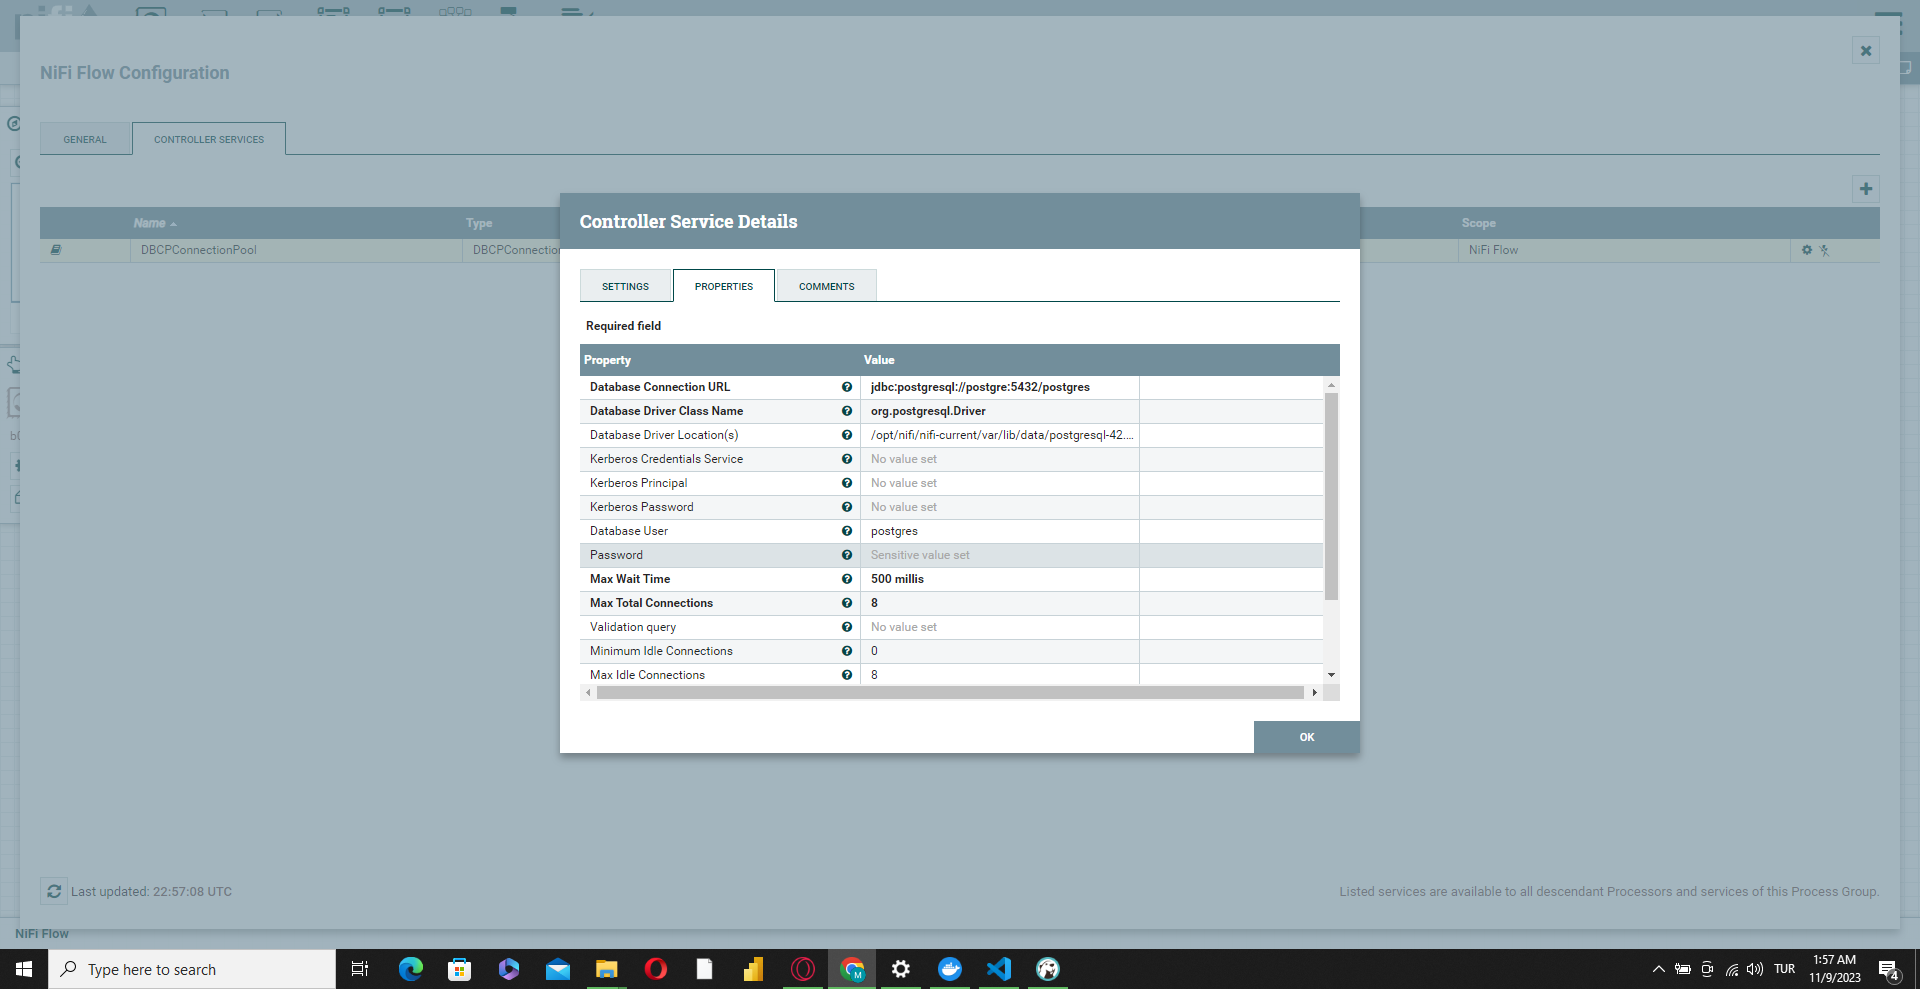 NiFi Flow Configuration
GENERAL
CONTROLLER SERVICES
Name
Type
Scope
DBCPConnectionPool
DBCPConnection
NiFi Flow
Controller Service Details
SETTINGS
PROPERTIES
COMMENTS
Required field
Property Value
Database Connection URL jdbc:postgresql://postgre:5432/postgres
Database Driver Class Name org.postgresql.Driver
Database Driver Location(s) /opt/nifi/nifi-current/var/lib/data/postgresql-42....
Kerberos Credentials Service No value set
Kerberos Principal No value set
Kerberos Password No value set
Database User postgres
Password Sensitive value set
Max Wait Time 500 millis
Max Total Connections 8
Validation query No value set
Minimum Idle Connections 0
Max Idle Connections 8
OK
Last updated: 22:57:08 UTC
Listed services are available to all descendant Processors and services of this Process Group.
NiFi Flow
Type here to search
TUR
1:57 AM
11/9/2023
4